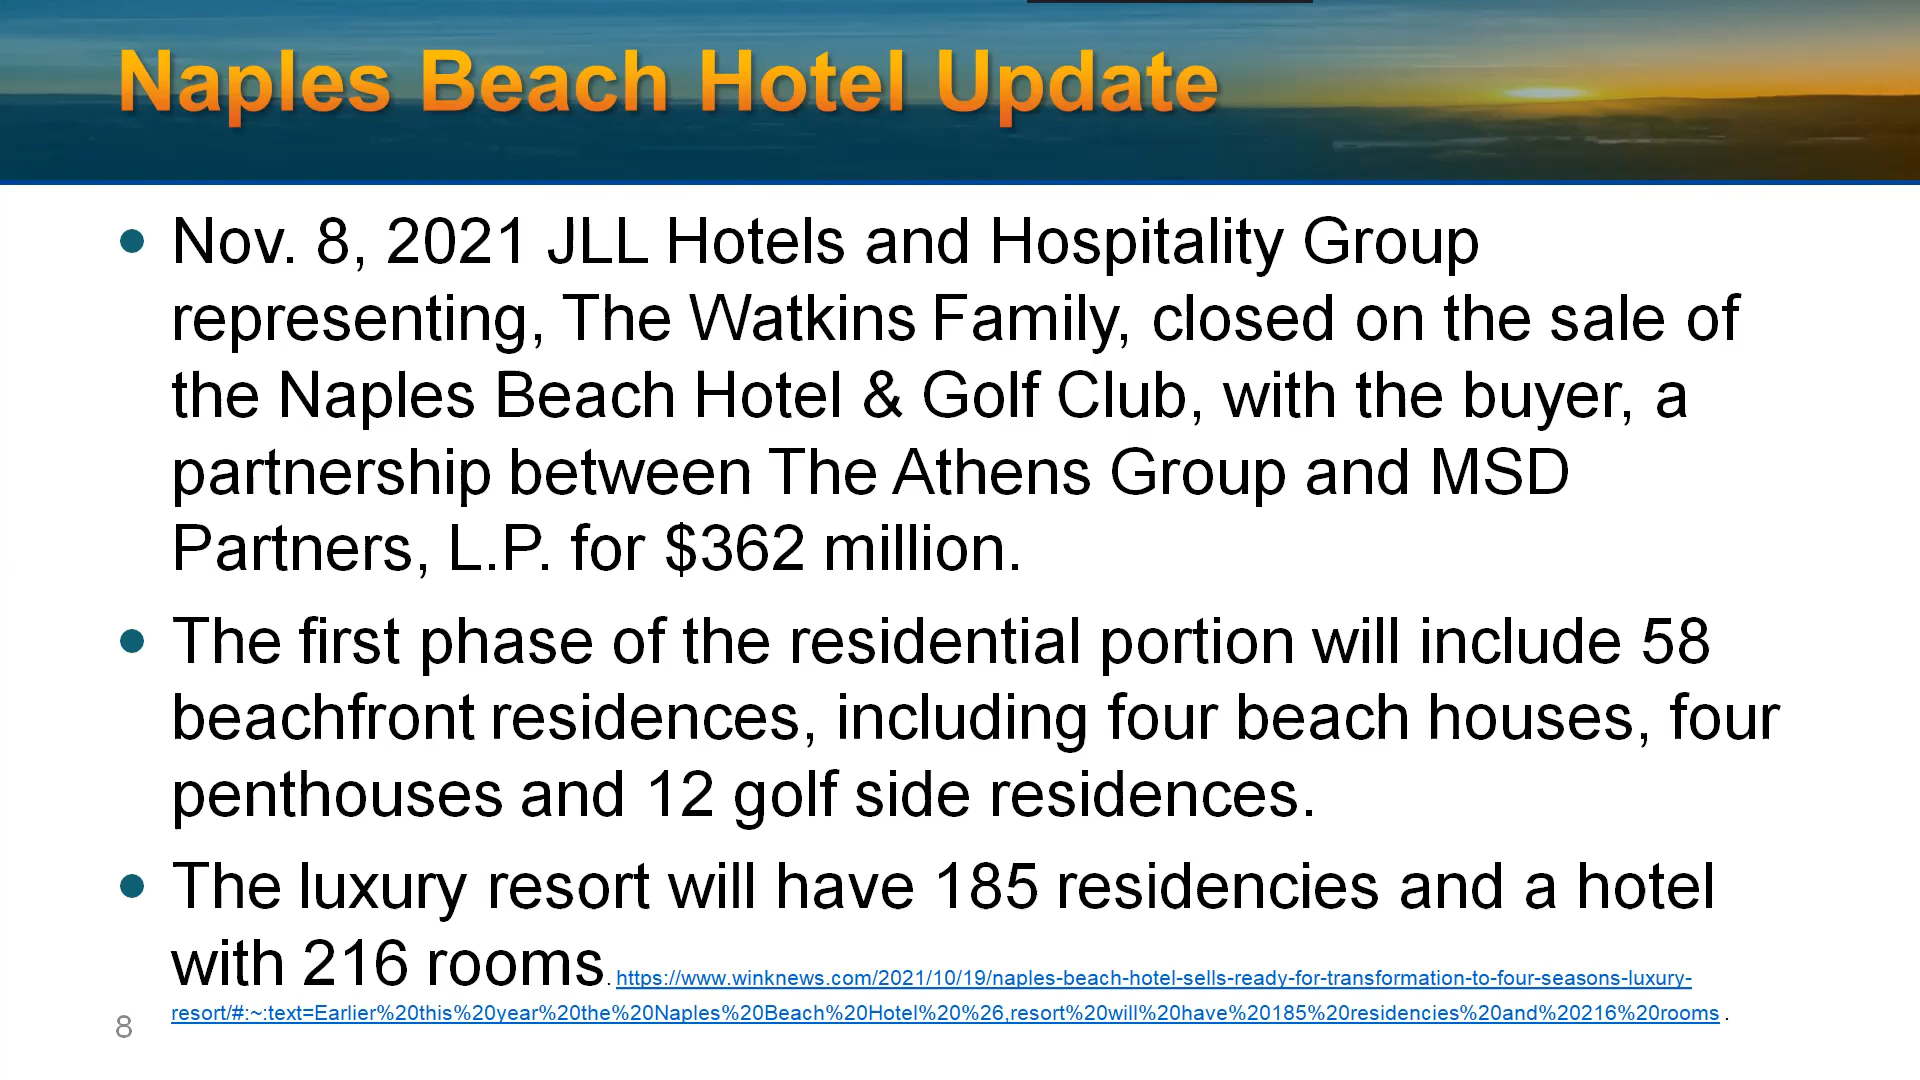 Naples Beach Hotel Update
• Nov. 8, 2021 JLL Hotels and Hospitality Group
representing, The Watkins Family, closed on the sale of
the Naples Beach Hotel & Golf Club, with the buyer, a
partnership between The Athens Group and MSD
Partners, L.P. for $362 million.
• The first phase of the residential portion will include 58
beachfront residences, including four beach houses, four
penthouses and 12 golf side residences.
• The luxury resort will have 185 residencies and a hotel
with 216 rooms. https://www.winknews.com/2021/10/19/naples-beach-hotel-sells-ready-for-transformation-to-four-seasons-luxury-
resort/#:~:text=Earlier%20this%20year%20the%20Naples%20Beach%20Hotel%20%26,resort%20will%20have%20185%20residencies%20and%20216%20rooms .
8